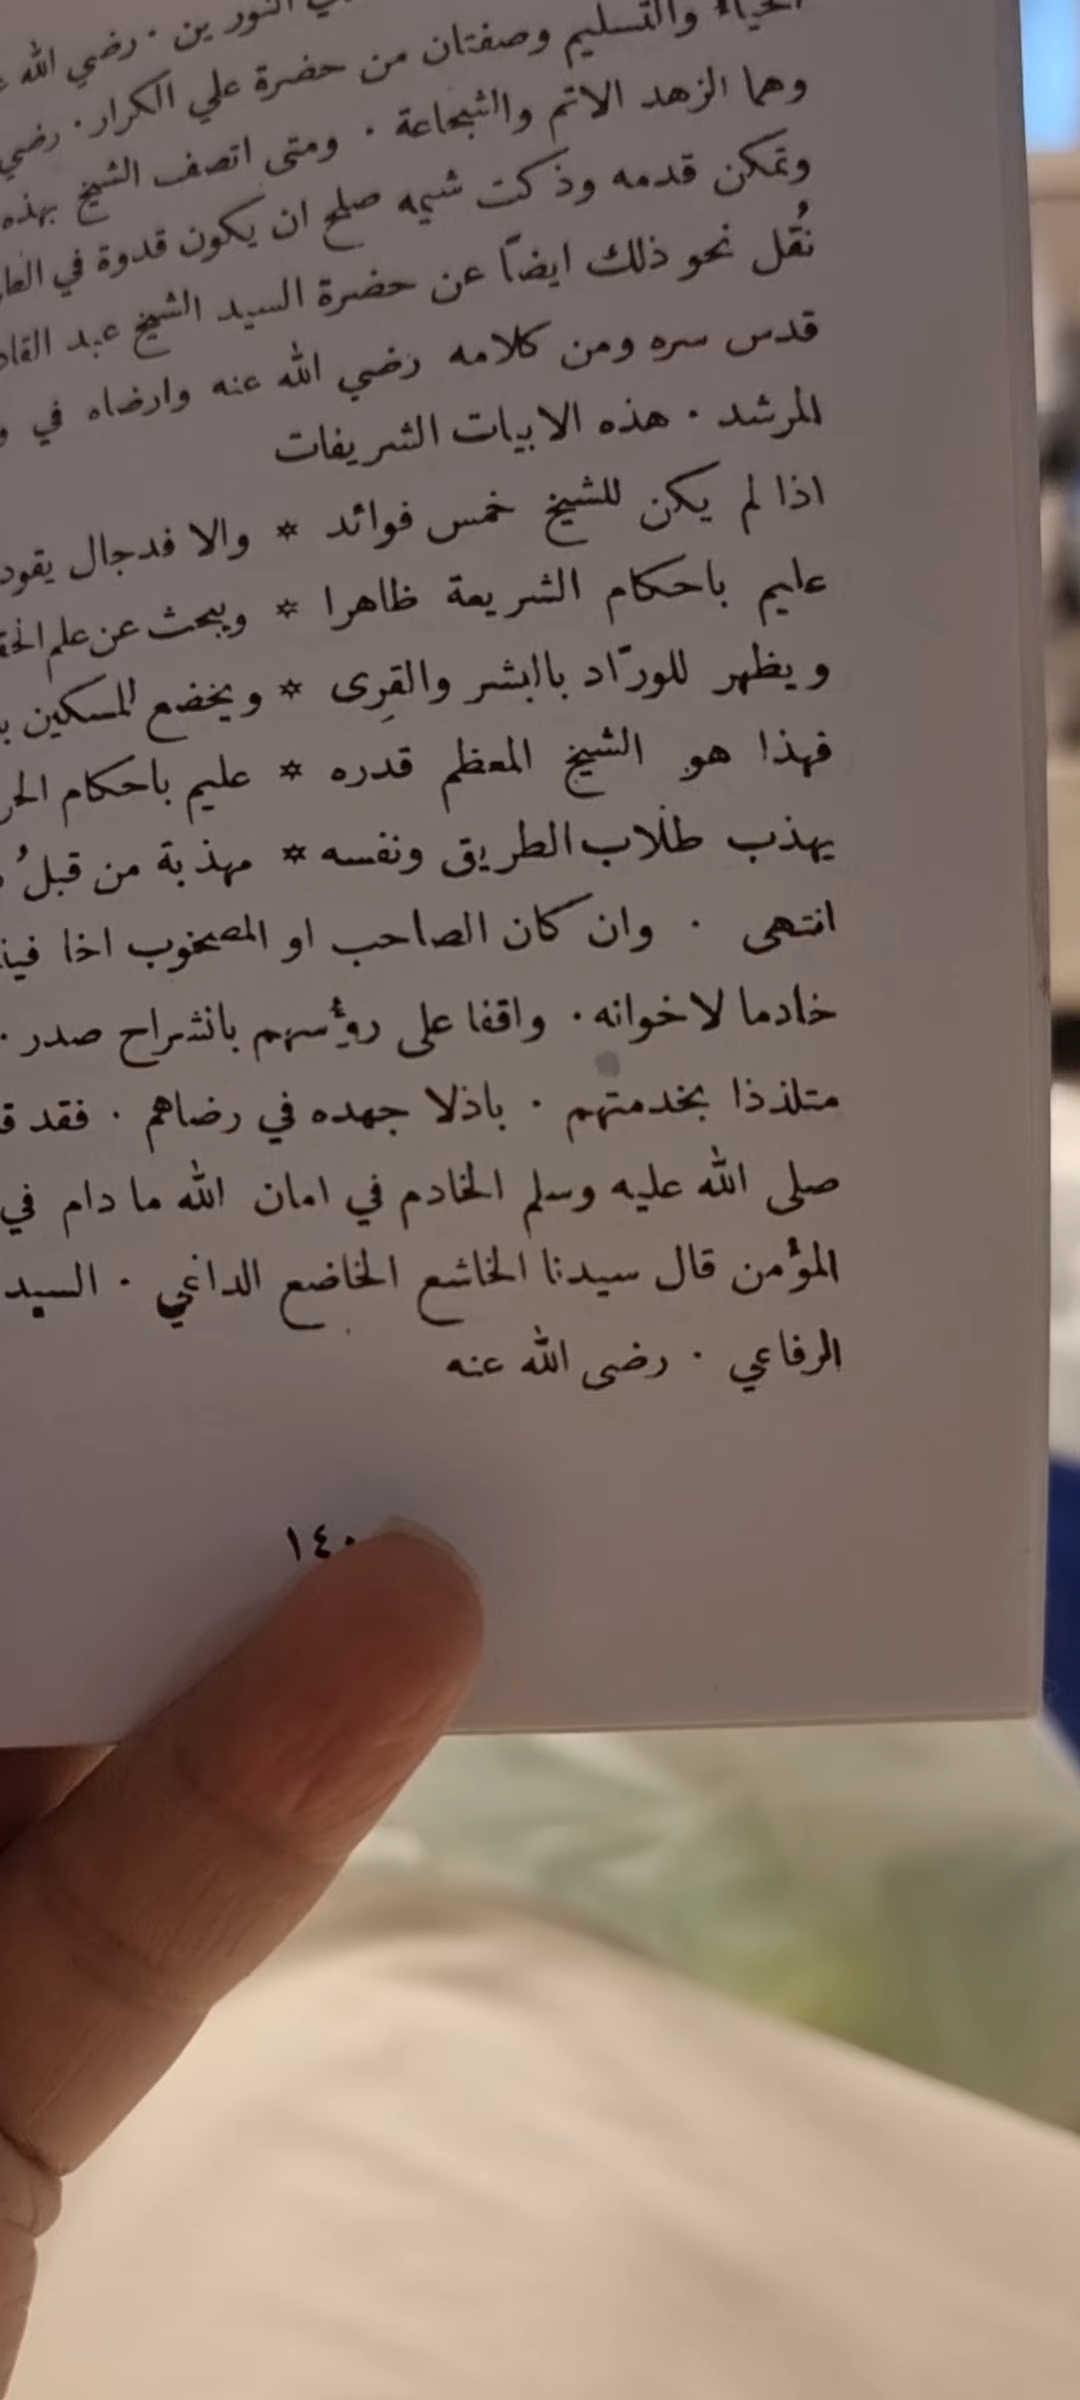 النورين · رضي الله
الحياء والتسليم وصفتان من حضرة علي الكرار · رضي
وهما الزهد الاتم والشجاعة · ومتى اتصف الشيخ بهذه
وتمكن قدمه وذكت شيمه صلح ان يكون قدوة في
نُقل نحو ذلك ايضاً عن حضرة السيد الشيخ عبد
قدس سره ومن كلامه رضي الله عنه وارضاه في
المرشد · هذه الابيات الشريفات
اذا لم يكن للشيخ خمس فوائد * والا فدجال يقود
عليم باحكام الشريعة ظاهرا * ويبحث عن علم
ويظهر للورّاد بالبشر والقِرى * ويخضع للمسكين
فهذا هو الشيخ المعظم قدره * عليم باحكام
يهذب طلاب الطريق ونفسه * مهذبة من قبلُ
انتهى · وان كان الصاحب او المصحوب اخا
خادما لاخوانه · واقفا على روؤسهم بانشراح صدر ·
متلذذا بخدمتهم · باذلا جهده في رضاهم · فقد
صلى الله عليه وسلم الخادم في امان الله ما دام في
المؤمن قال سيدنا الخاشع الخاضع الداعي · السيد
الرفاعي · رضى الله عنه
١٤٠